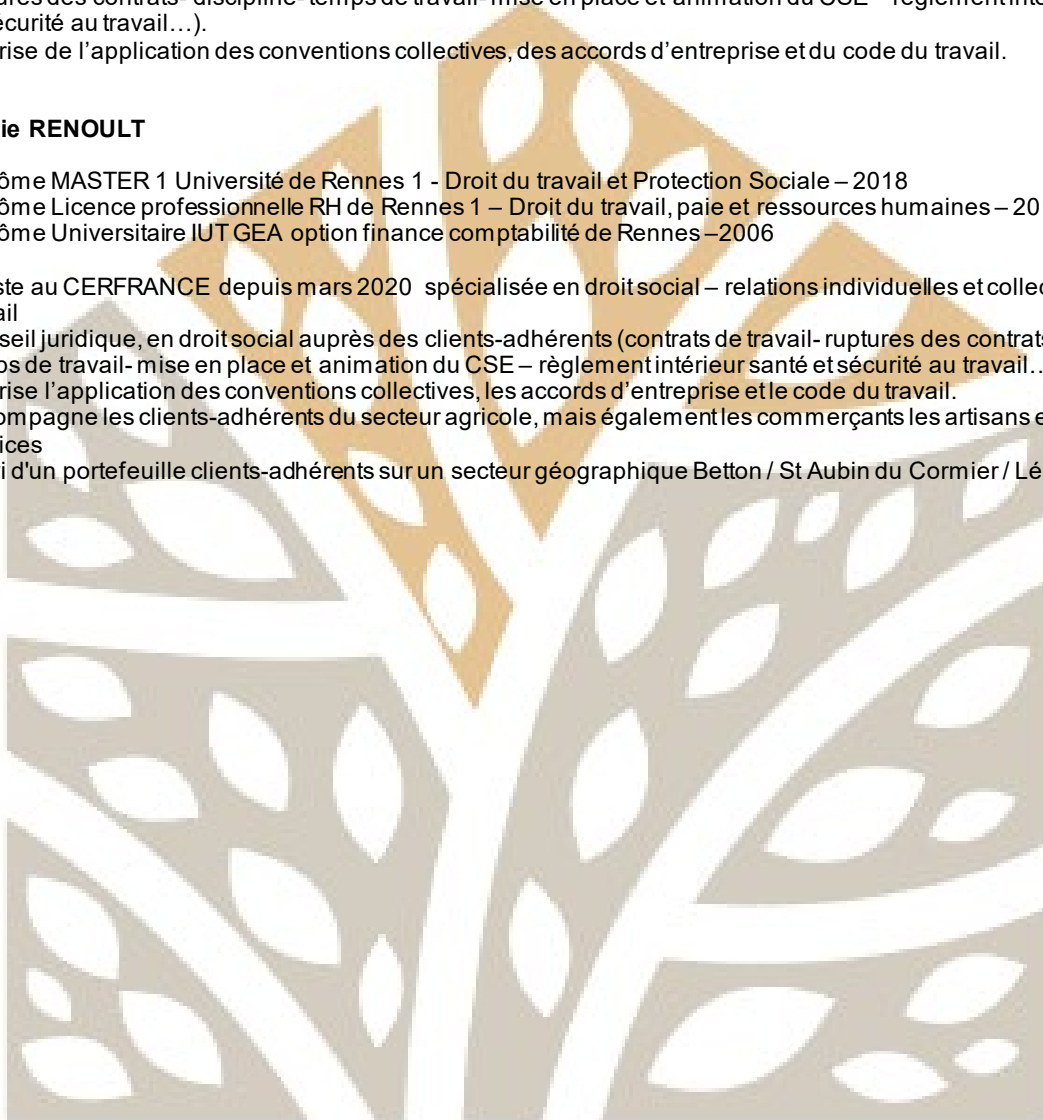 res des contrats- discipline- temps de travail- mise en place et animation du CSE – règlement inté
écurité au travail…).
rise de l’application des conventions collectives, des accords d’entreprise et du code du travail.
ie RENOULT
ôme MASTER 1 Université de Rennes 1 - Droit du travail et Protection Sociale – 2018
ôme Licence professionnelle RH de Rennes 1 – Droit du travail, paie et ressources humaines – 20
ôme Universitaire IUT GEA option finance comptabilité de Rennes –2006
ste au CERFRANCE depuis mars 2020 spécialisée en droit social – relations individuelles et collec
ail
seil juridique, en droit social auprès des clients-adhérents (contrats de travail- ruptures des contrats
ps de travail- mise en place et animation du CSE – règlement intérieur santé et sécurité au travail…
rise l’application des conventions collectives, les accords d’entreprise et le code du travail.
ompagne les clients-adhérents du secteur agricole, mais également les commerçants les artisans e
ices
i d'un portefeuille clients-adhérents sur un secteur géographique Betton / St Aubin du Cormier / Lé